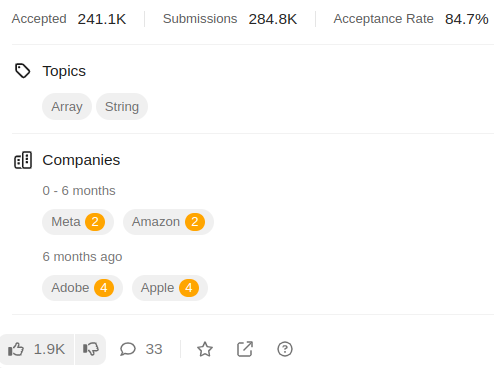 Accepted 241.1K Submissions 284.8K Acceptance Rate 84.7%
Topics
Array String
Companies
0 - 6 months
Meta 2 Amazon 2
6 months ago
Adobe 4 Apple 4
1.9K 33